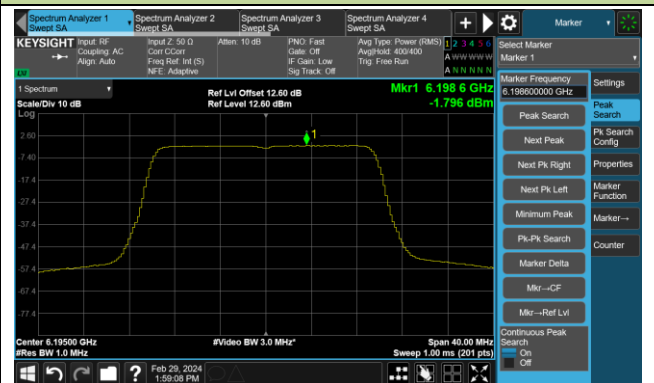 Spectrum Analyzer 1
Swept SA
Spectrum Analyzer 2
Swept SA
Spectrum Analyzer 3
Swept SA
Spectrum Analyzer 4
Swept SA
+
Marker
KEYSIGHT
Input: RF
Coupling: AC
Align: Auto
Input Z: 50 Ω
Corr CCorr
Freq Ref: Int (S)
NFE: Adaptive
Atten: 10 dB
PNO: Fast
Gate: Off
IF Gain: Low
Sig Track: Off
Avg Type: Power (RMS)
Avg|Hold: 400/400
Trig: Free Run
1 2 3 4 5 6
A W W W W W
A N N N N N
Select Marker
Marker 1
1 Spectrum
Scale/Div 10 dB
Log
Ref Lvl Offset 12.60 dB
Ref Level 12.60 dBm
Mkr1 6.198 6 GHz
-1.796 dBm
1
2.60
-7.40
-17.4
-27.4
-37.4
-47.4
-57.4
-67.4
-77.4
Center 6.19500 GHz
#Res BW 1.0 MHz
#Video BW 3.0 MHz*
Span 40.00 MHz
Sweep 1.00 ms (201 pts)
Marker Frequency
6.198600000 GHz
Peak Search
Next Peak
Next Pk Right
Next Pk Left
Minimum Peak
Pk-Pk Search
Marker Delta
Mkr→CF
Mkr→Ref Lvl
Continuous Peak
Search
On
Off
Settings
Peak
Search
Pk Search
Config
Properties
Marker
Function
Marker→
Counter
?
Feb 29, 2024
1:59:08 PM